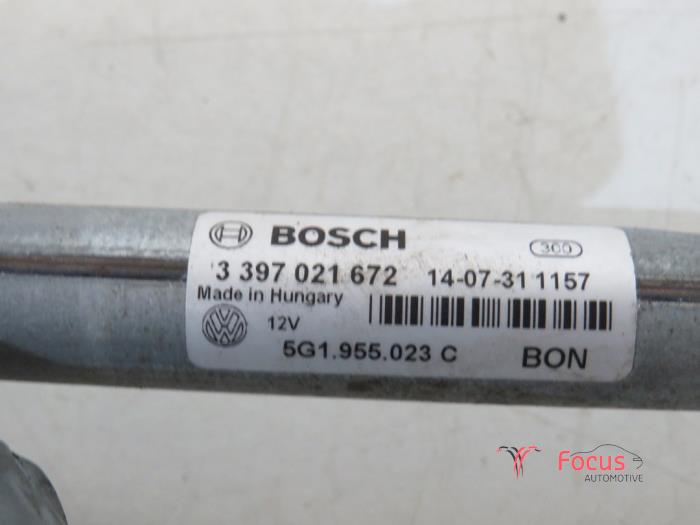 BOSCH 300
3 397 021 672 14-07-31 1157
Made in Hungary
12V
5G1.955.023 C BON
Focus
AUTOMOTIVE